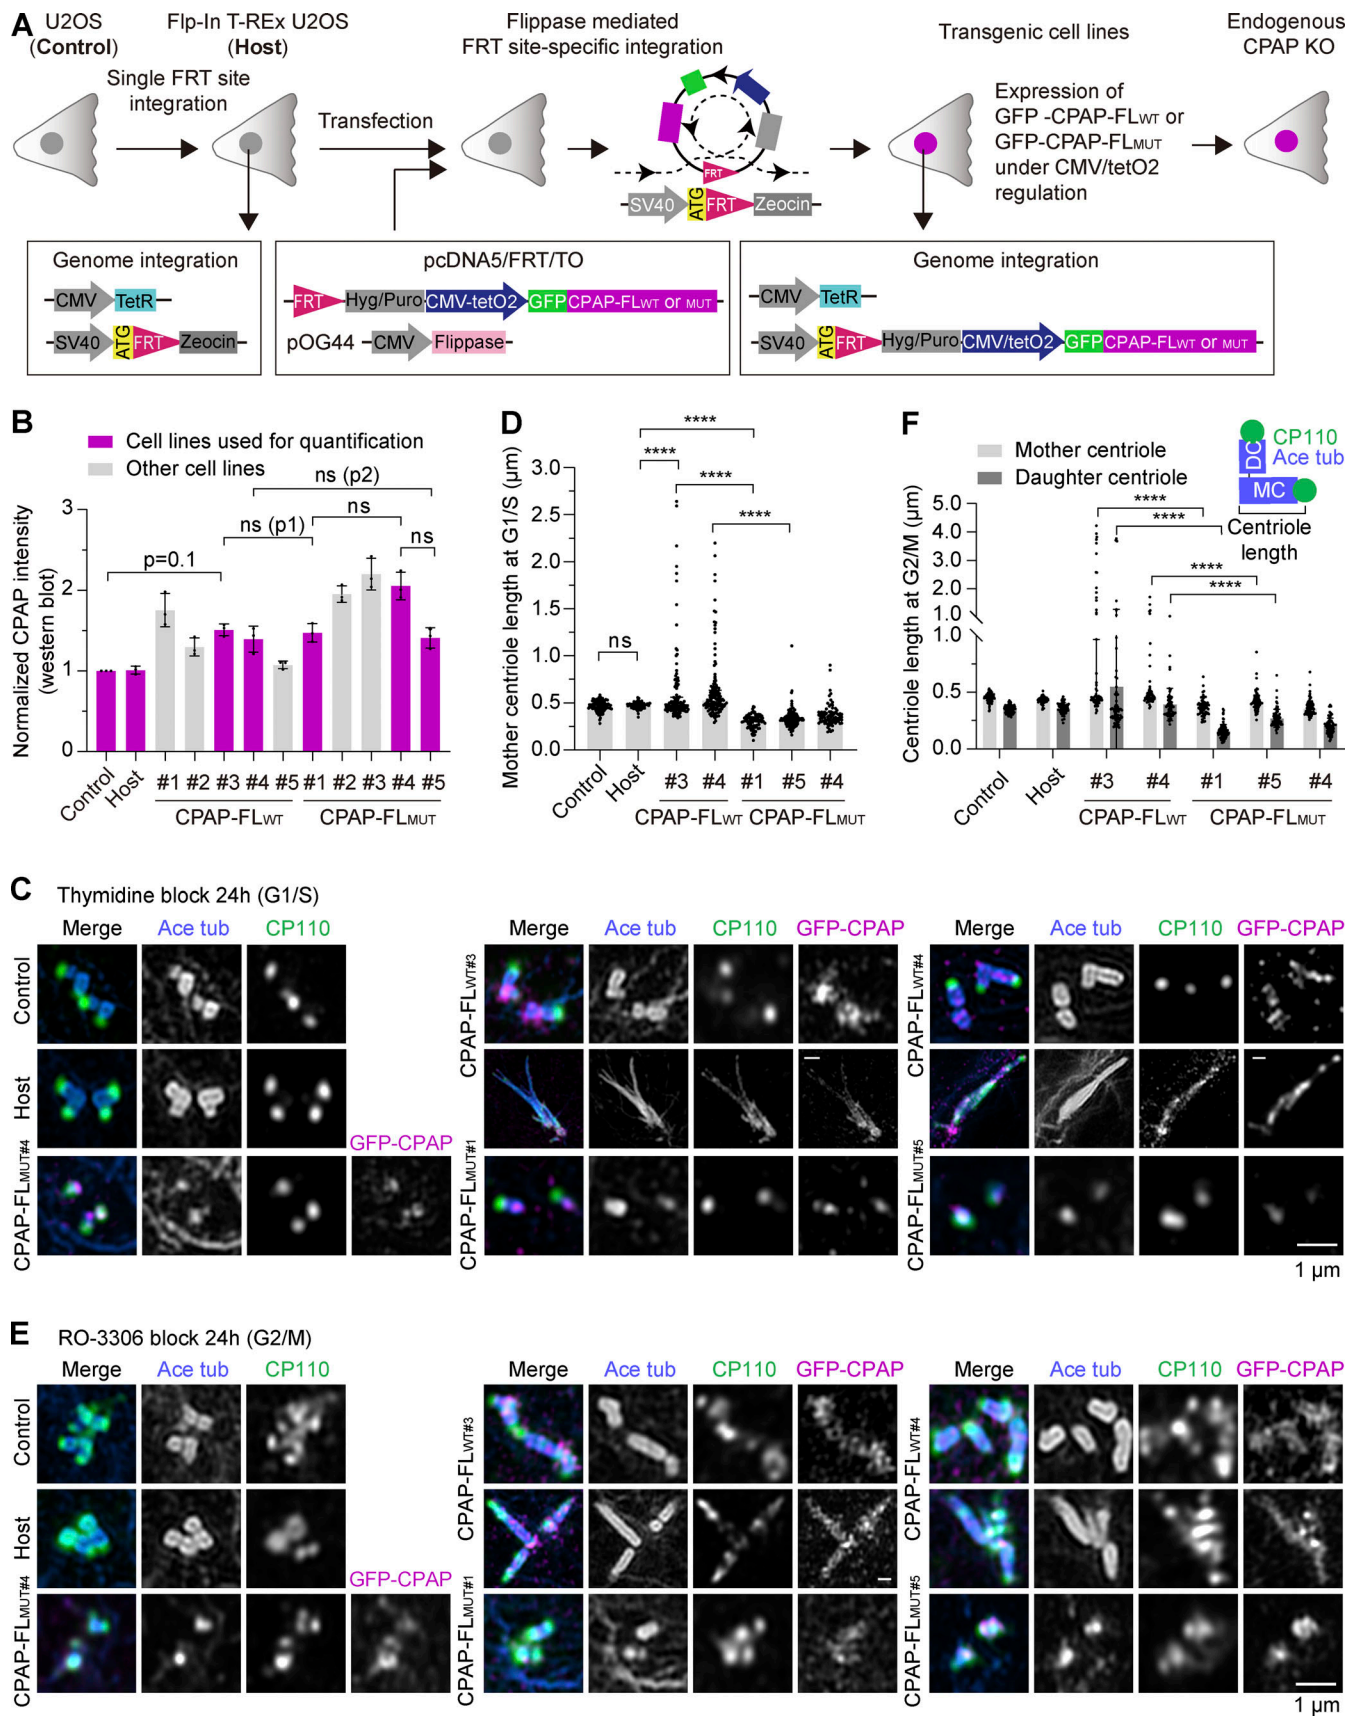 A
U2OS
(Control)
Flp-In T-REx U2OS
(Host)
Flippase mediated
FRT site-specific integration
Transgenic cell lines
Endogenous
CPAP KO
Single FRT site
integration
Transfection
Expression of
GFP -CPAP-FLWT or
GFP-CPAP-FLMUT
under CMV/tetO2
regulation
FRT
SV40 ATG FRT Zeocin
Genome integration
CMV TetR
SV40 ATG FRT Zeocin
pcDNA5/FRT/TO
FRT Hyg/Puro CMV-tetO2 GFP CPAP-FLWT or MUT
pOG44 CMV Flippase
Genome integration
CMV TetR
SV40 ATG FRT Hyg/Puro CMV/tetO2 GFP CPAP-FLWT or MUT
B
Cell lines used for quantification
Other cell lines
Normalized CPAP intensity
(western blot)
3
2
1
0
p=0.1
ns (p1)
ns (p2)
ns
ns
Control Host #1 #2 #3 #4 #5 #1 #2 #3 #4 #5
CPAP-FLWT CPAP-FLMUT
D
Mother centriole length at G1/S (µm)
3.0
2.5
2.0
1.5
1.0
0.5
0.0
ns
****
****
****
****
Control Host #3 #4 #1 #5 #4
CPAP-FLWT CPAP-FLMUT
F
Mother centriole
Daughter centriole
CP110
Ace tub
DC
MC
Centriole
length
Centriole length at G2/M (µm)
5.0
4.0
3.0
2.0
1.0
1.0
0.5
0.0
****
****
****
****
Control Host #3 #4 #1 #5 #4
CPAP-FLWT CPAP-FLMUT
C
Thymidine block 24h (G1/S)
Merge Ace tub CP110
Control
Host
GFP-CPAP
CPAP-FLMUT#4
Merge Ace tub CP110 GFP-CPAP
CPAP-FLWT#3
CPAP-FLMUT#1
Merge Ace tub CP110 GFP-CPAP
CPAP-FLWT#4
CPAP-FLMUT#5
1 µm
E
RO-3306 block 24h (G2/M)
Merge Ace tub CP110
Control
Host
GFP-CPAP
CPAP-FLMUT#4
Merge Ace tub CP110 GFP-CPAP
CPAP-FLWT#3
CPAP-FLMUT#1
Merge Ace tub CP110 GFP-CPAP
CPAP-FLWT#4
CPAP-FLMUT#5
1 µm